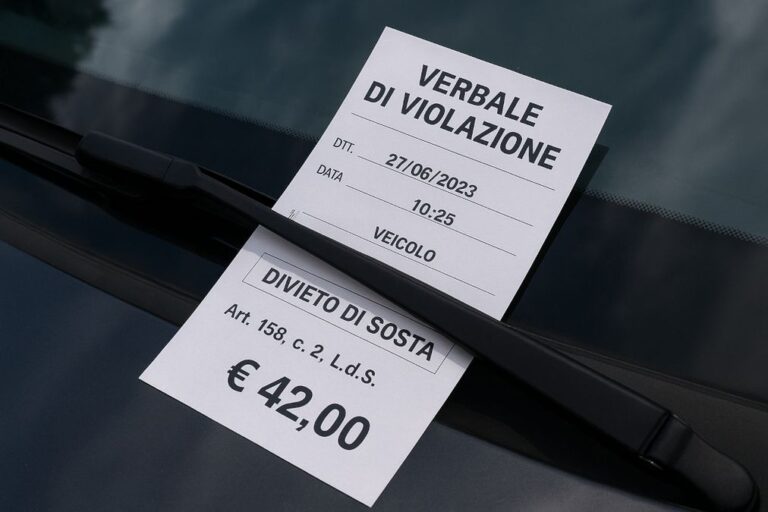 VERBALE
DI VIOLAZIONE
DTT. 27/06/2023
DATA 10:25
VEICOLO
DIVIETO DI SOSTA
Art. 158, c. 2, L.d.S.
€ 42,00